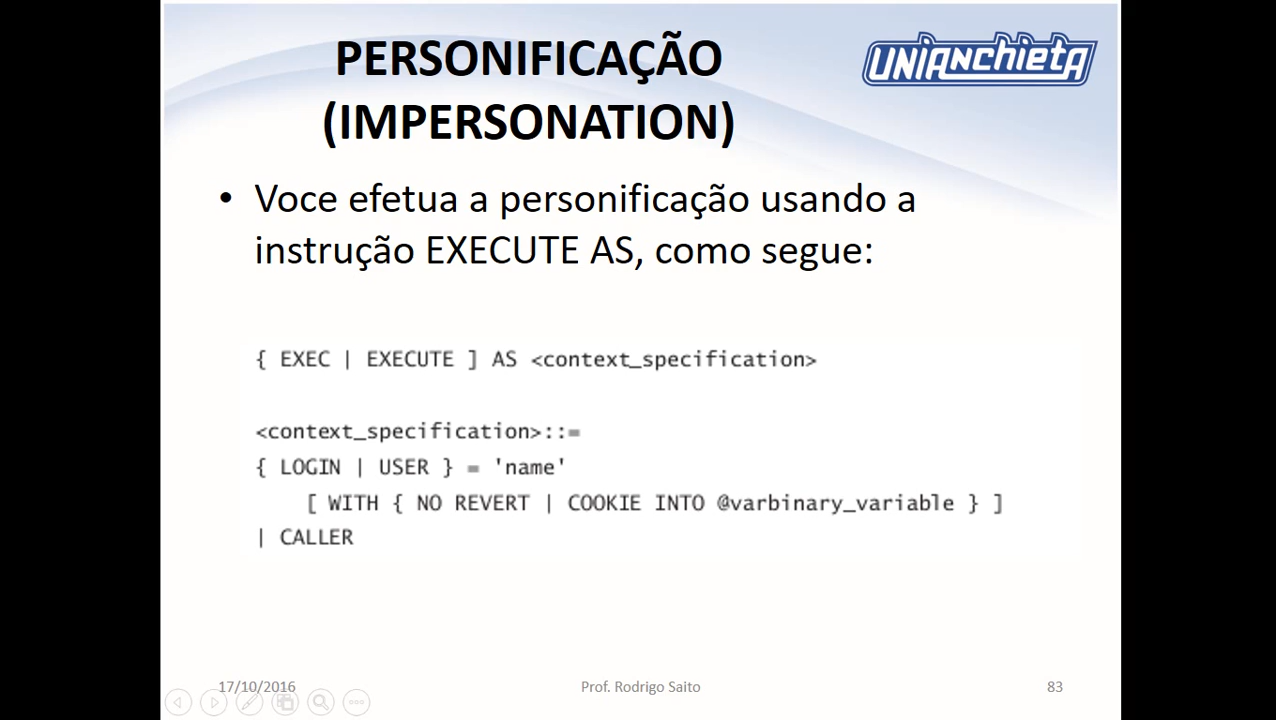 PERSONIFICAÇÃO
(IMPERSONATION)
UNIANCHIETA
• Voce efetua a personificação usando a
instrução EXECUTE AS, como segue:
{ EXEC | EXECUTE ] AS <context_specification>
<context_specification>::=
{ LOGIN | USER } = 'name'
[ WITH { NO REVERT | COOKIE INTO @varbinary_variable } ]
| CALLER
17/10/2016
Prof. Rodrigo Saito
83